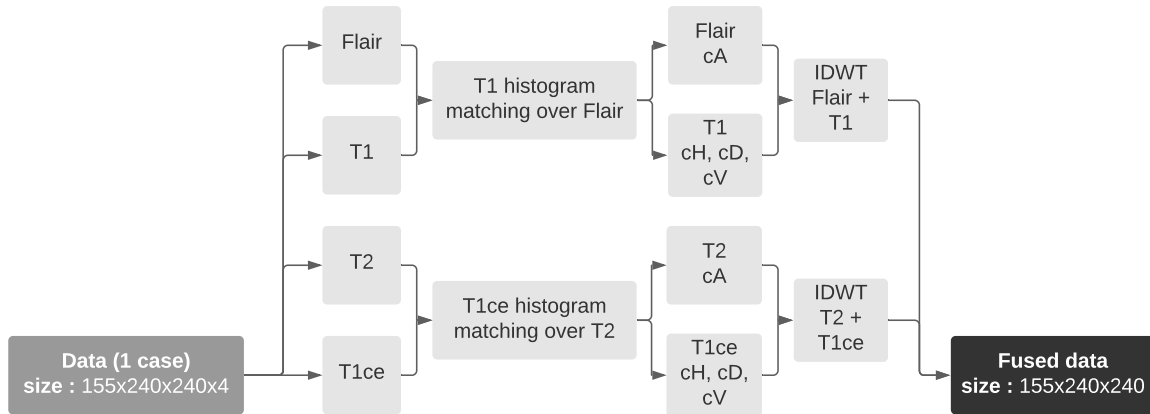 Flair
T1
T2
T1ce
Data (1 case)
size : 155x240x240x4
T1 histogram
matching over Flair
T1ce histogram
matching over T2
Flair
cA
T1
cH, cD,
cV
T2
cA
T1ce
cH, cD,
cV
IDWT
Flair +
T1
IDWT
T2 +
T1ce
Fused data
size : 155x240x240